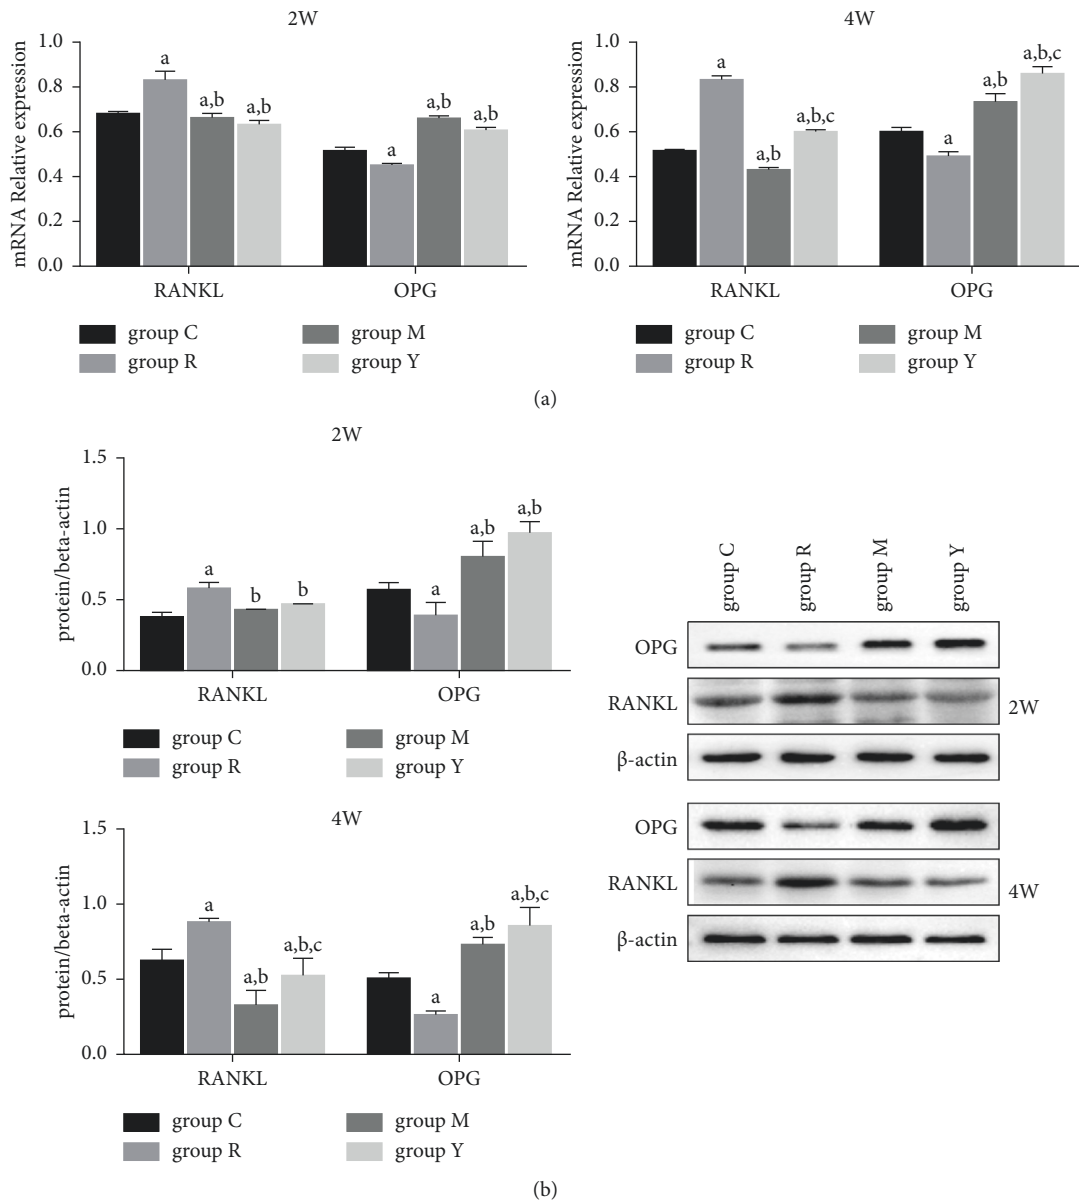 2W
mRNA Relative expression
1.0
0.8
0.6
0.4
0.2
0.0
a
a,b
a,b
a
a,b
a,b
RANKL
OPG
group C
group M
group R
group Y
4W
mRNA Relative expression
1.0
0.8
0.6
0.4
0.2
0.0
a
a,b
a,b,c
a
a,b
a,b,c
RANKL
OPG
group C
group M
group R
group Y
(a)
2W
protein/beta-actin
1.5
1.0
0.5
0.0
a
b
b
a
a,b
a,b
RANKL
OPG
group C
group M
group R
group Y
4W
protein/beta-actin
1.5
1.0
0.5
0.0
a
a,b
a,b,c
a
a,b
a,b,c
RANKL
OPG
group C
group M
group R
group Y
group C
group R
group M
group Y
OPG
RANKL
2W
β-actin
OPG
RANKL
4W
β-actin
(b)